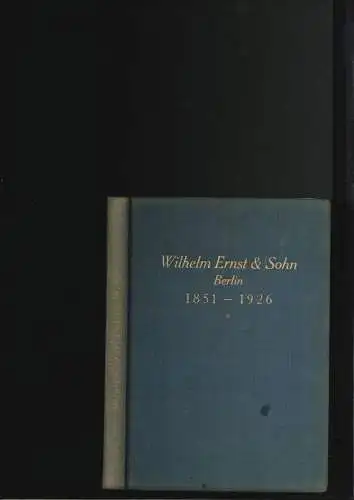 Wilhelm Ernst & Sohn
Berlin
1851 – 1926